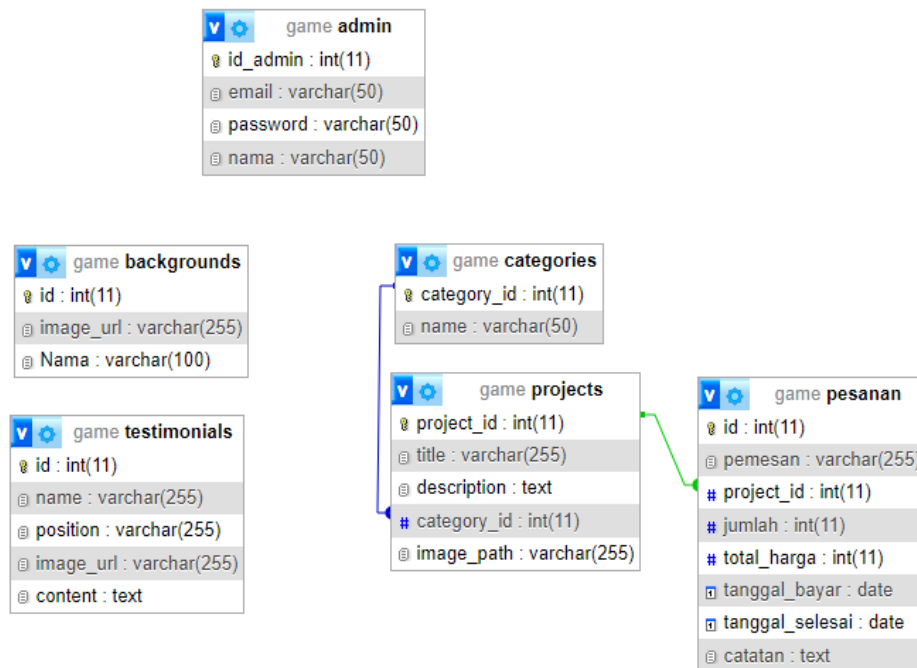 game admin
id_admin : int(11)
email : varchar(50)
password : varchar(50)
nama : varchar(50)
game backgrounds
id : int(11)
image_url : varchar(255)
Nama : varchar(100)
game categories
category_id : int(11)
name : varchar(50)
game testimonials
id : int(11)
name : varchar(255)
position : varchar(255)
image_url : varchar(255)
content : text
game projects
project_id : int(11)
title : varchar(255)
description : text
# category_id : int(11)
image_path : varchar(255)
game pesanan
id : int(11)
pemesan : varchar(255)
# project_id : int(11)
# jumlah : int(11)
# total_harga : int(11)
tanggal_bayar : date
tanggal_selesai : date
catatan : text